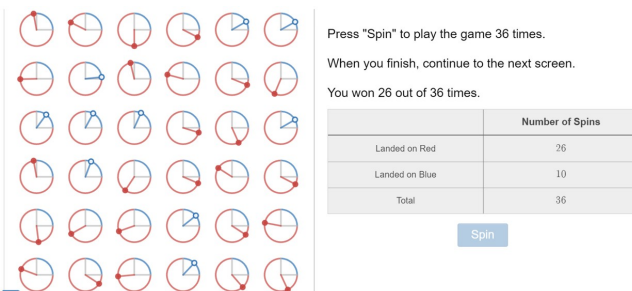 Press "Spin" to play the game 36 times.
When you finish, continue to the next screen.
You won 26 out of 36 times.
Number of Spins
Landed on Red 26
Landed on Blue 10
Total 36
Spin